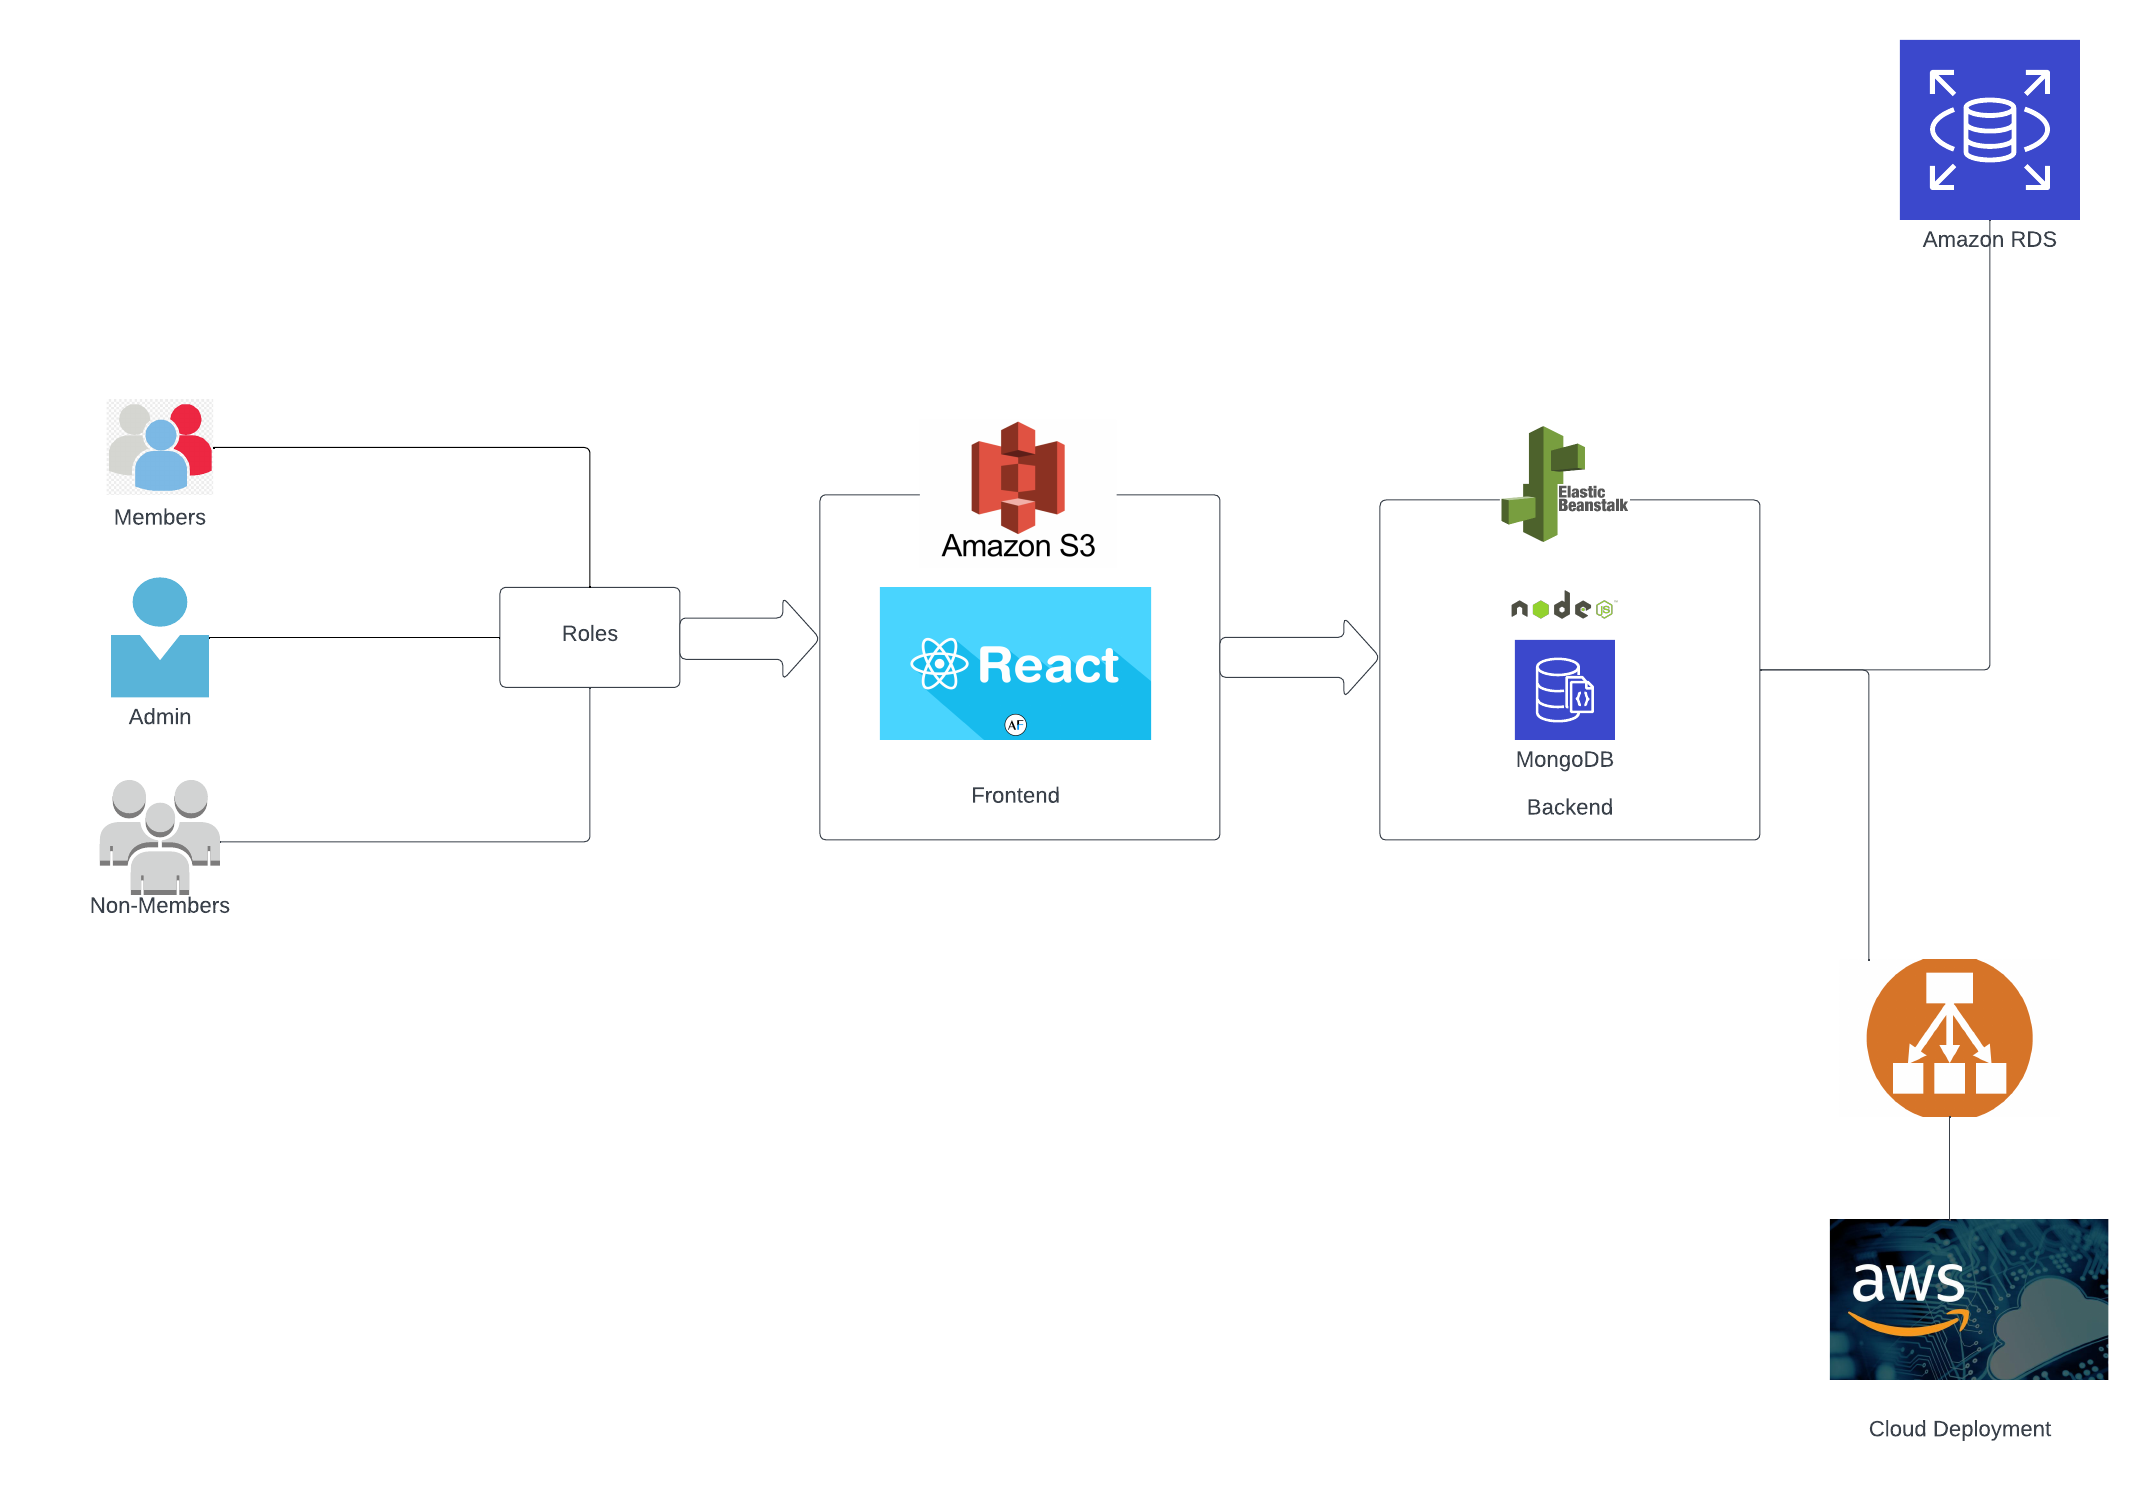 Amazon RDS
Members
Admin
Non-Members
Roles
Amazon S3
React
AF
Frontend
Elastic
Beanstalk
node
JS
MongoDB
Backend
aws
Cloud Deployment